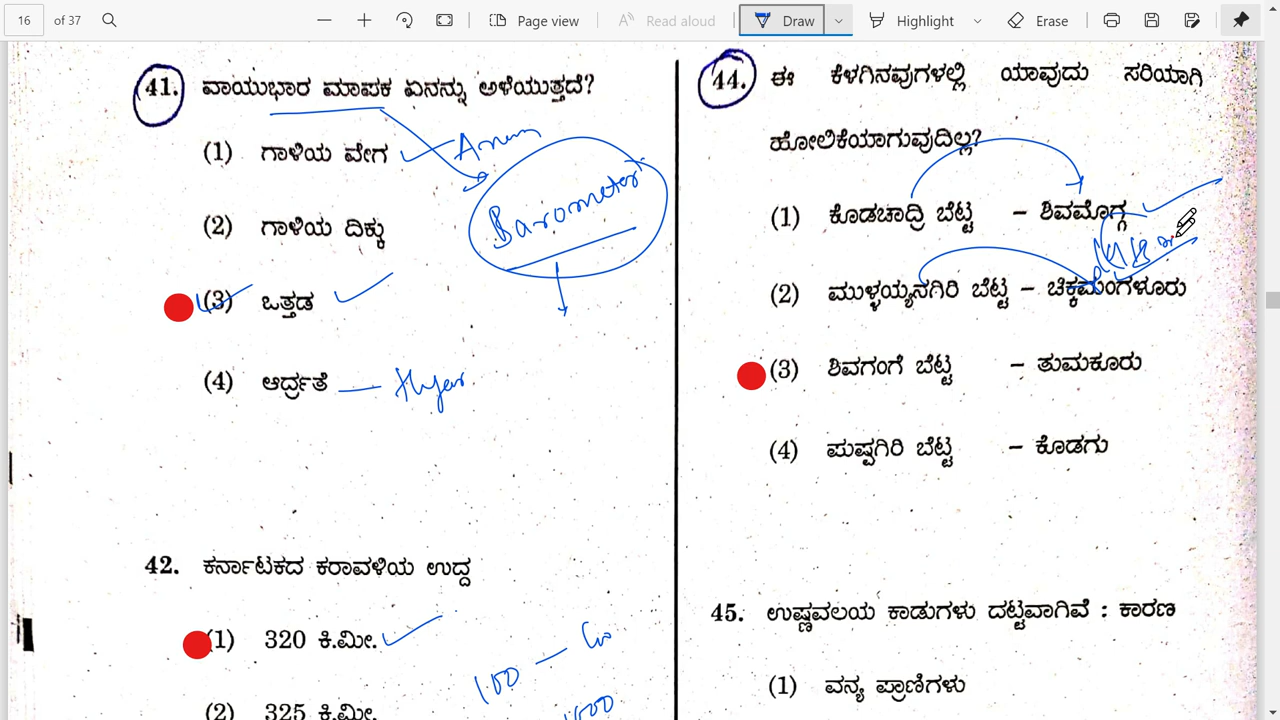 16 of 37 Page view Read aloud Draw Highlight Erase
41. ವಾಯುಭಾರ ಮಾಪಕ ಏನನ್ನು ಅಳೆಯುತ್ತದೆ?
(1) ಗಾಳಿಯ ವೇಗ
Barometer
(2) ಗಾಳಿಯ ದಿಕ್ಕು
(3) ಒತ್ತಡ
(4) ಆರ್ದ್ರತೆ
42. ಕರ್ನಾಟಕದ ಕರಾವಳಿಯ ಉದ್ದ
(1) 320 ಕಿ.ಮೀ.
(2) 325 ಕಿ.ಮೀ.
44. ಈ ಕೆಳಗಿನವುಗಳಲ್ಲಿ ಯಾವುದು ಸರಿಯಾಗಿ
ಹೋಲಿಕೆಯಾಗುವುದಿಲ್ಲ?
(1) ಕೊಡಚಾದ್ರಿ ಬೆಟ್ಟ – ಶಿವಮೊಗ್ಗ
(2) ಮುಳ್ಳಯ್ಯನಗಿರಿ ಬೆಟ್ಟ – ಚಿಕ್ಕಮಂಗಳೂರು
(3) ಶಿವಗಂಗೆ ಬೆಟ್ಟ – ತುಮಕೂರು
(4) ಪುಷ್ಪಗಿರಿ ಬೆಟ್ಟ – ಕೊಡಗು
45. ಉಷ್ಣವಲಯ ಕಾಡುಗಳು ದಟ್ಟವಾಗಿವೆ : ಕಾರಣ
(1) ವನ್ಯ ಪ್ರಾಣಿಗಳು